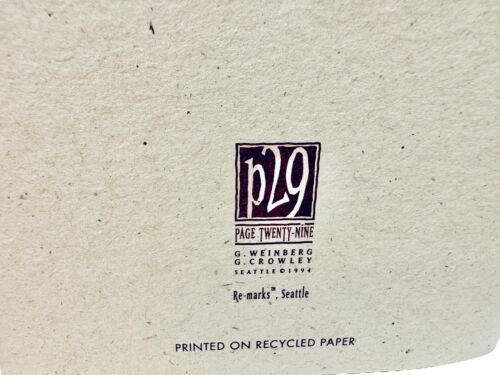 p29
PAGE TWENTY-NINE
G. WEINBERG
G. CROWLEY
SEATTLE © 1994
Re-marks™, Seattle
PRINTED ON RECYCLED PAPER